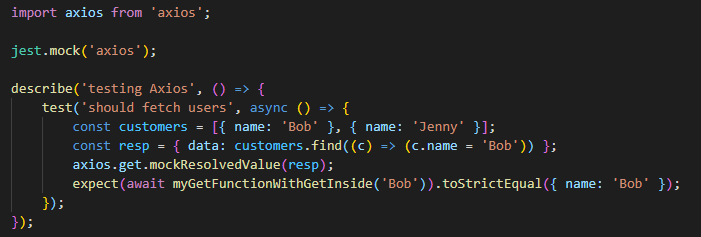 import axios from 'axios';
jest.mock('axios');
describe('testing Axios', () => {
test('should fetch users', async () => {
const customers = [{ name: 'Bob' }, { name: 'Jenny' }];
const resp = { data: customers.find((c) => (c.name = 'Bob')) };
axios.get.mockResolvedValue(resp);
expect(await myGetFunctionWithGetInside('Bob')).toStrictEqual({ name: 'Bob' });
});
});